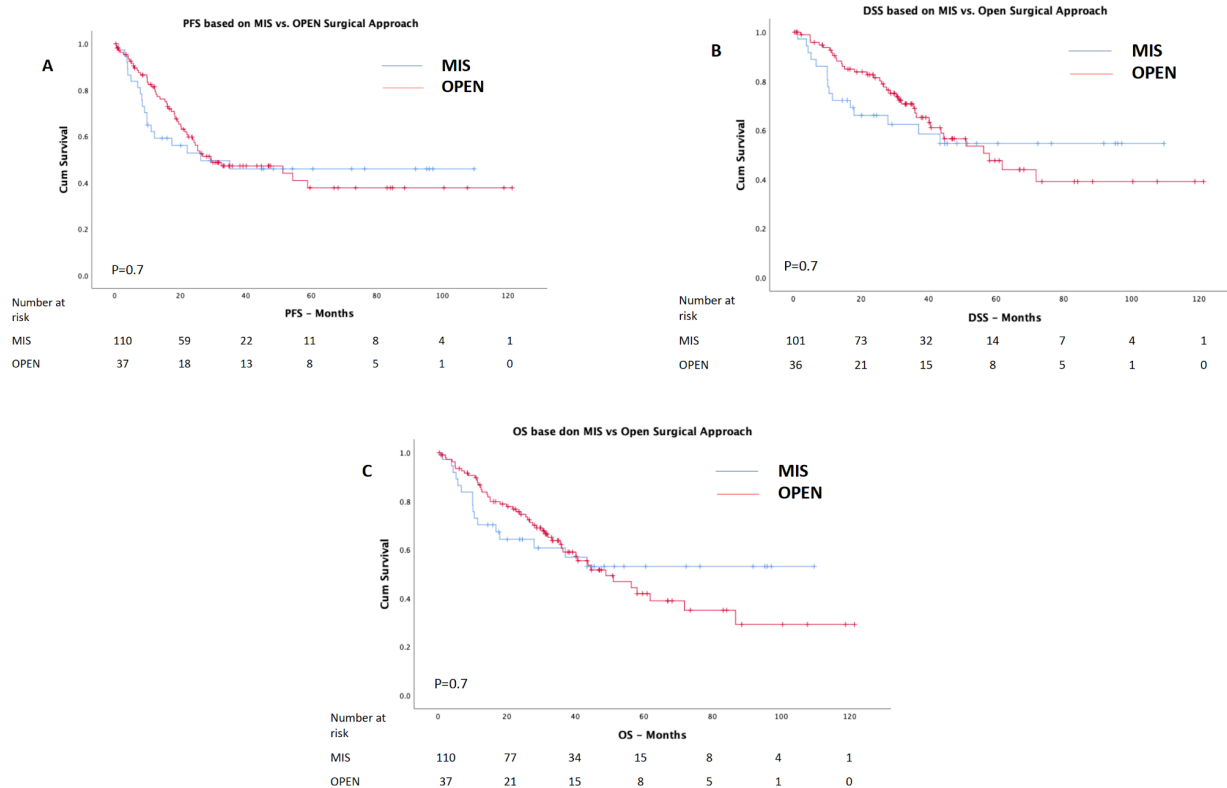 PFS based on MIS vs. OPEN Surgical Approach
A
MIS
OPEN
Cum Survival
1.0
0.8
0.6
0.4
0.2
0.0
P=0.7
0 20 40 60 80 100 120
PFS – Months
Number at
risk
MIS 110 59 22 11 8 4 1
OPEN 37 18 13 8 5 1 0
DSS based on MIS vs. Open Surgical Approach
B
MIS
OPEN
Cum Survival
1.0
0.8
0.6
0.4
0.2
0.0
P=0.7
0 20 40 60 80 100 120
DSS – Months
Number at
risk
MIS 101 73 32 14 7 4 1
OPEN 36 21 15 8 5 1 0
OS base don MIS vs Open Surgical Approach
C
MIS
OPEN
Cum Survival
1.0
0.8
0.6
0.4
0.2
0.0
P=0.7
0 20 40 60 80 100 120
OS – Months
Number at
risk
MIS 110 77 34 15 8 4 1
OPEN 37 21 15 8 5 1 0